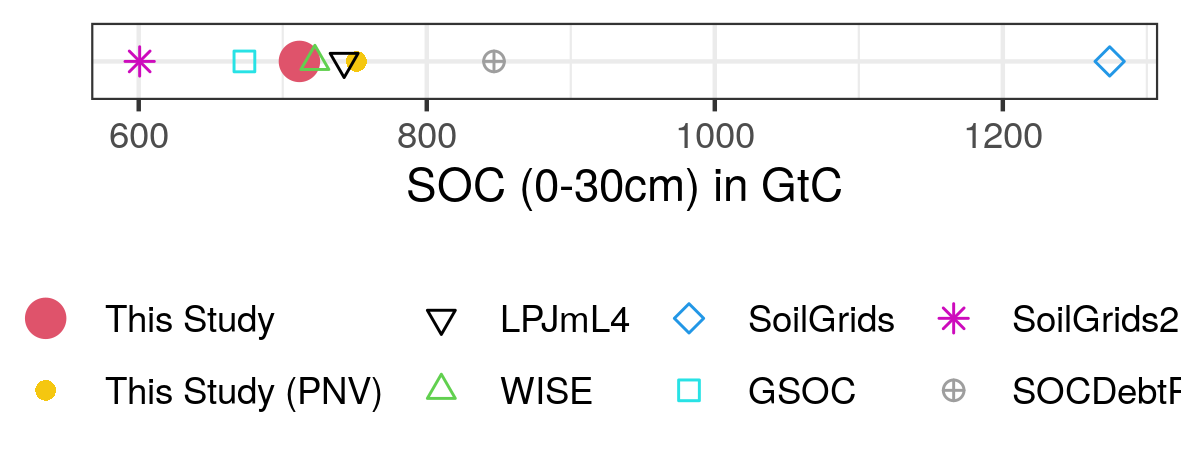 600 800 1000 1200
SOC (0-30cm) in GtC
This Study LPJmL4 SoilGrids SoilGrids2
This Study (PNV) WISE GSOC SOCDebtP